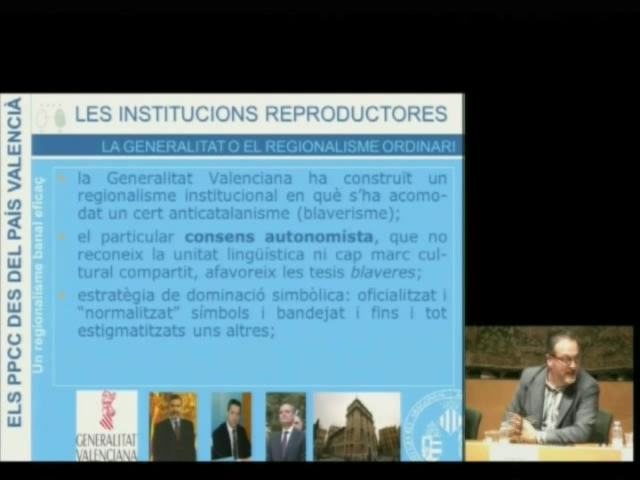 ELS PPCC DES DEL PAÍS VALENCIÀ
Un regionalisme banal eficaç
LES INSTITUCIONS REPRODUCTORES
LA GENERALITAT O EL REGIONALISME ORDINARI
la Generalitat Valenciana ha construït un
regionalisme institucional en què s’ha acomo-
dat un cert anticatalanisme (blaverisme);
el particular consens autonomista, que no
reconeix la unitat lingüística ni cap marc cul-
tural compartit, afavoreix les tesis blaveres;
estratègia de dominació simbòlica: oficialitzat i
“normalitzat” símbols i bandejat i fins i tot
estigmatitzats uns altres;
GENERALITAT
VALENCIANA